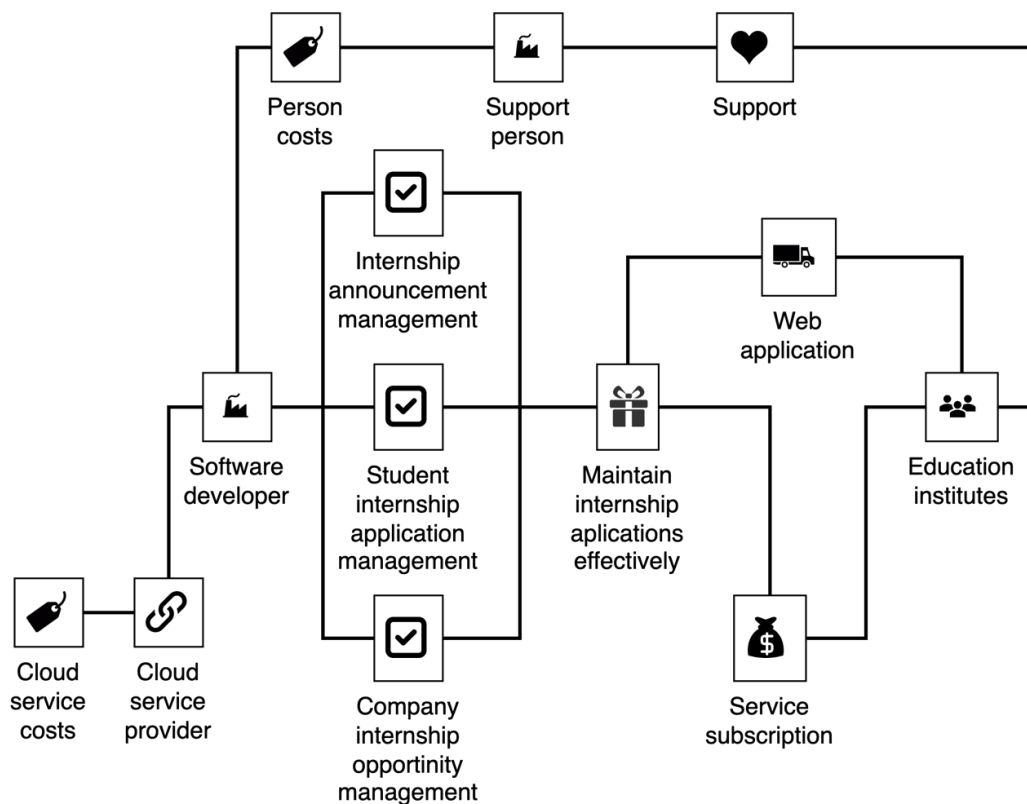 Person
costs
Support
person
Support
Internship
announcement
management
Web
application
Software
developer
Student
internship
application
management
Maintain
internship
aplications
effectively
Education
institutes
$
Cloud
service
costs
Cloud
service
provider
Company
internship
opportinity
management
Service
subscription